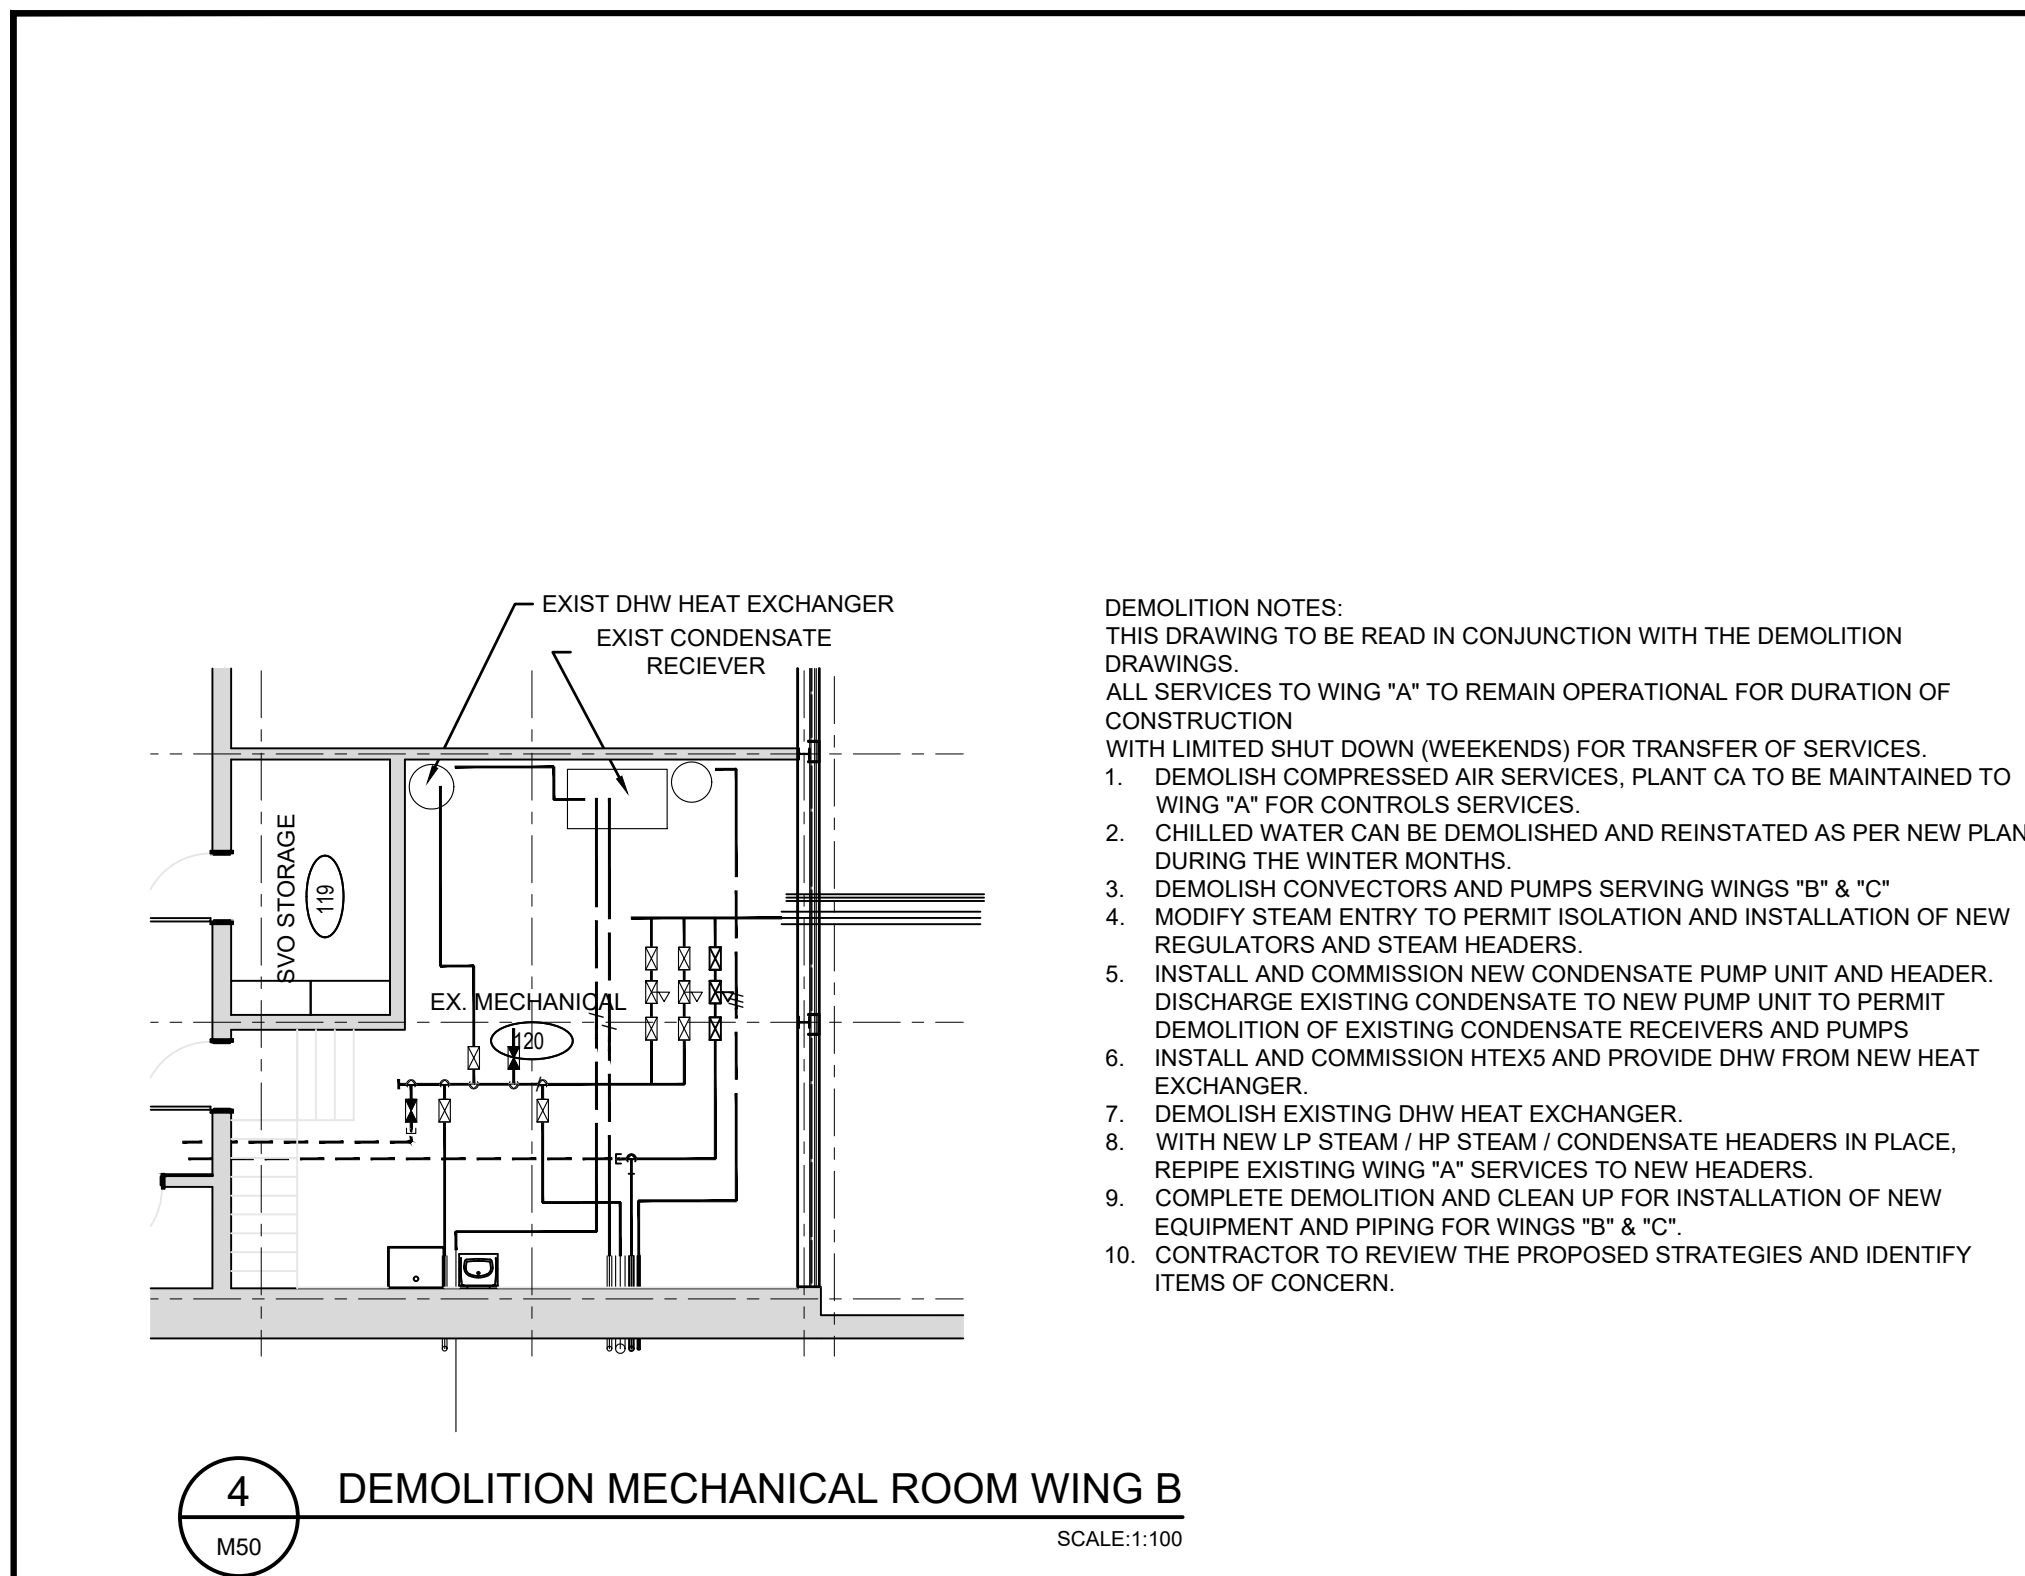 EXIST DHW HEAT EXCHANGER
EXIST CONDENSATE
RECIEVER
SVO STORAGE
119
EX. MECHANICAL
120
DEMOLITION NOTES:
THIS DRAWING TO BE READ IN CONJUNCTION WITH THE DEMOLITION
DRAWINGS.
ALL SERVICES TO WING "A" TO REMAIN OPERATIONAL FOR DURATION OF
CONSTRUCTION
WITH LIMITED SHUT DOWN (WEEKENDS) FOR TRANSFER OF SERVICES.
1. DEMOLISH COMPRESSED AIR SERVICES, PLANT CA TO BE MAINTAINED TO
WING "A" FOR CONTROLS SERVICES.
2. CHILLED WATER CAN BE DEMOLISHED AND REINSTATED AS PER NEW PLAN
DURING THE WINTER MONTHS.
3. DEMOLISH CONVECTORS AND PUMPS SERVING WINGS "B" & "C"
4. MODIFY STEAM ENTRY TO PERMIT ISOLATION AND INSTALLATION OF NEW
REGULATORS AND STEAM HEADERS.
5. INSTALL AND COMMISSION NEW CONDENSATE PUMP UNIT AND HEADER.
DISCHARGE EXISTING CONDENSATE TO NEW PUMP UNIT TO PERMIT
DEMOLITION OF EXISTING CONDENSATE RECEIVERS AND PUMPS
6. INSTALL AND COMMISSION HTEX5 AND PROVIDE DHW FROM NEW HEAT
EXCHANGER.
7. DEMOLISH EXISTING DHW HEAT EXCHANGER.
8. WITH NEW LP STEAM / HP STEAM / CONDENSATE HEADERS IN PLACE,
REPIPE EXISTING WING "A" SERVICES TO NEW HEADERS.
9. COMPLETE DEMOLITION AND CLEAN UP FOR INSTALLATION OF NEW
EQUIPMENT AND PIPING FOR WINGS "B" & "C".
10. CONTRACTOR TO REVIEW THE PROPOSED STRATEGIES AND IDENTIFY
ITEMS OF CONCERN.
4
M50
DEMOLITION MECHANICAL ROOM WING B
SCALE:1:100